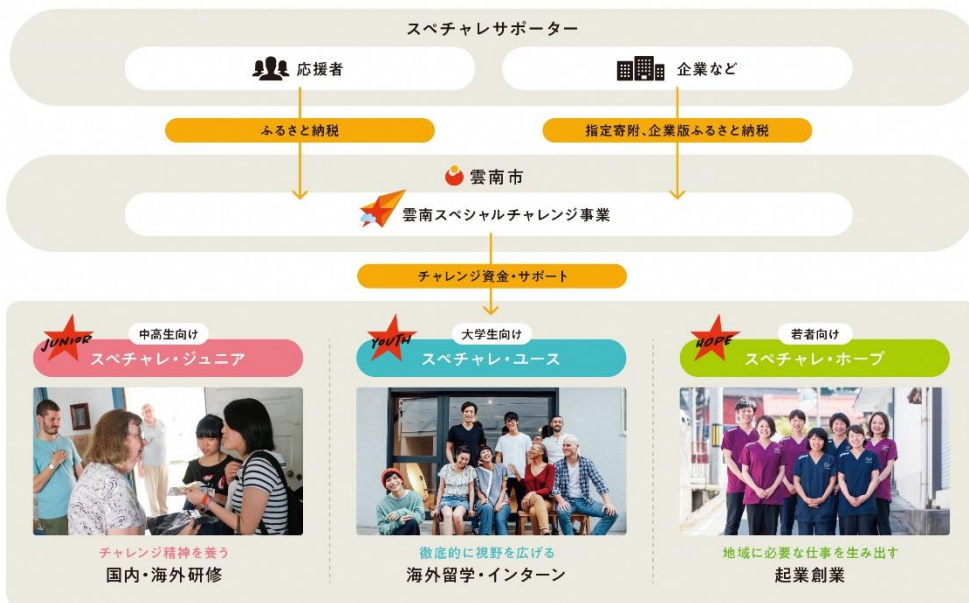 スペチャレサポーター
応援者
企業など
ふるさと納税
指定寄附、企業版ふるさと納税
雲南市
雲南スペシャルチャレンジ事業
チャレンジ資金・サポート
JUNIOR
中高生向け
スペチャレ・ジュニア
YOUTH
大学生向け
スペチャレ・ユース
HOPE
若者向け
スペチャレ・ホープ
チャレンジ精神を養う
国内・海外研修
徹底的に視野を広げる
海外留学・インターン
地域に必要な仕事を生み出す
起業創業